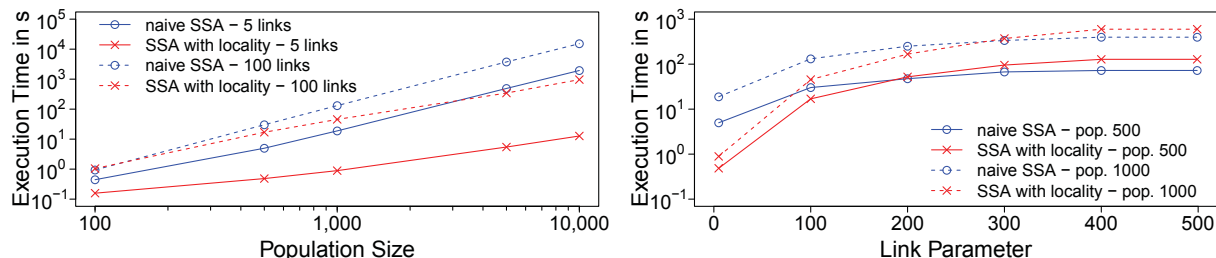 Execution Time in s
10^5
10^4
10^3
10^2
10^1
10^0
10^−1
naive SSA − 5 links
SSA with locality − 5 links
naive SSA − 100 links
SSA with locality − 100 links
100
1,000
10,000
Population Size
Execution Time in s
10^3
10^2
10^1
10^0
10^−1
naive SSA − pop. 500
SSA with locality − pop. 500
naive SSA − pop. 1000
SSA with locality − pop. 1000
0 100 200 300 400 500
Link Parameter